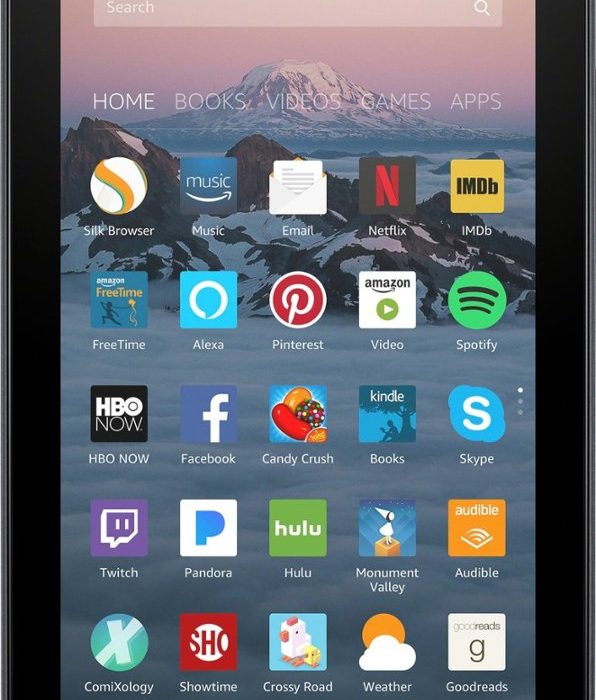 Search
HOME BOOKS VIDEOS GAMES APPS
music
IMDb
Silk Browser Music Email Netflix IMDb
amazon
FreeTime
amazon
FreeTime Alexa Pinterest Video Spotify
HBO
NOW
kindle
HBO NOW Facebook Candy Crush Books Skype
hulu
audible
Twitch Pandora Hulu Monument
Valley
Audible
SHO
goodreads
g
ComiXology Showtime Crossy Road Weather Goodreads